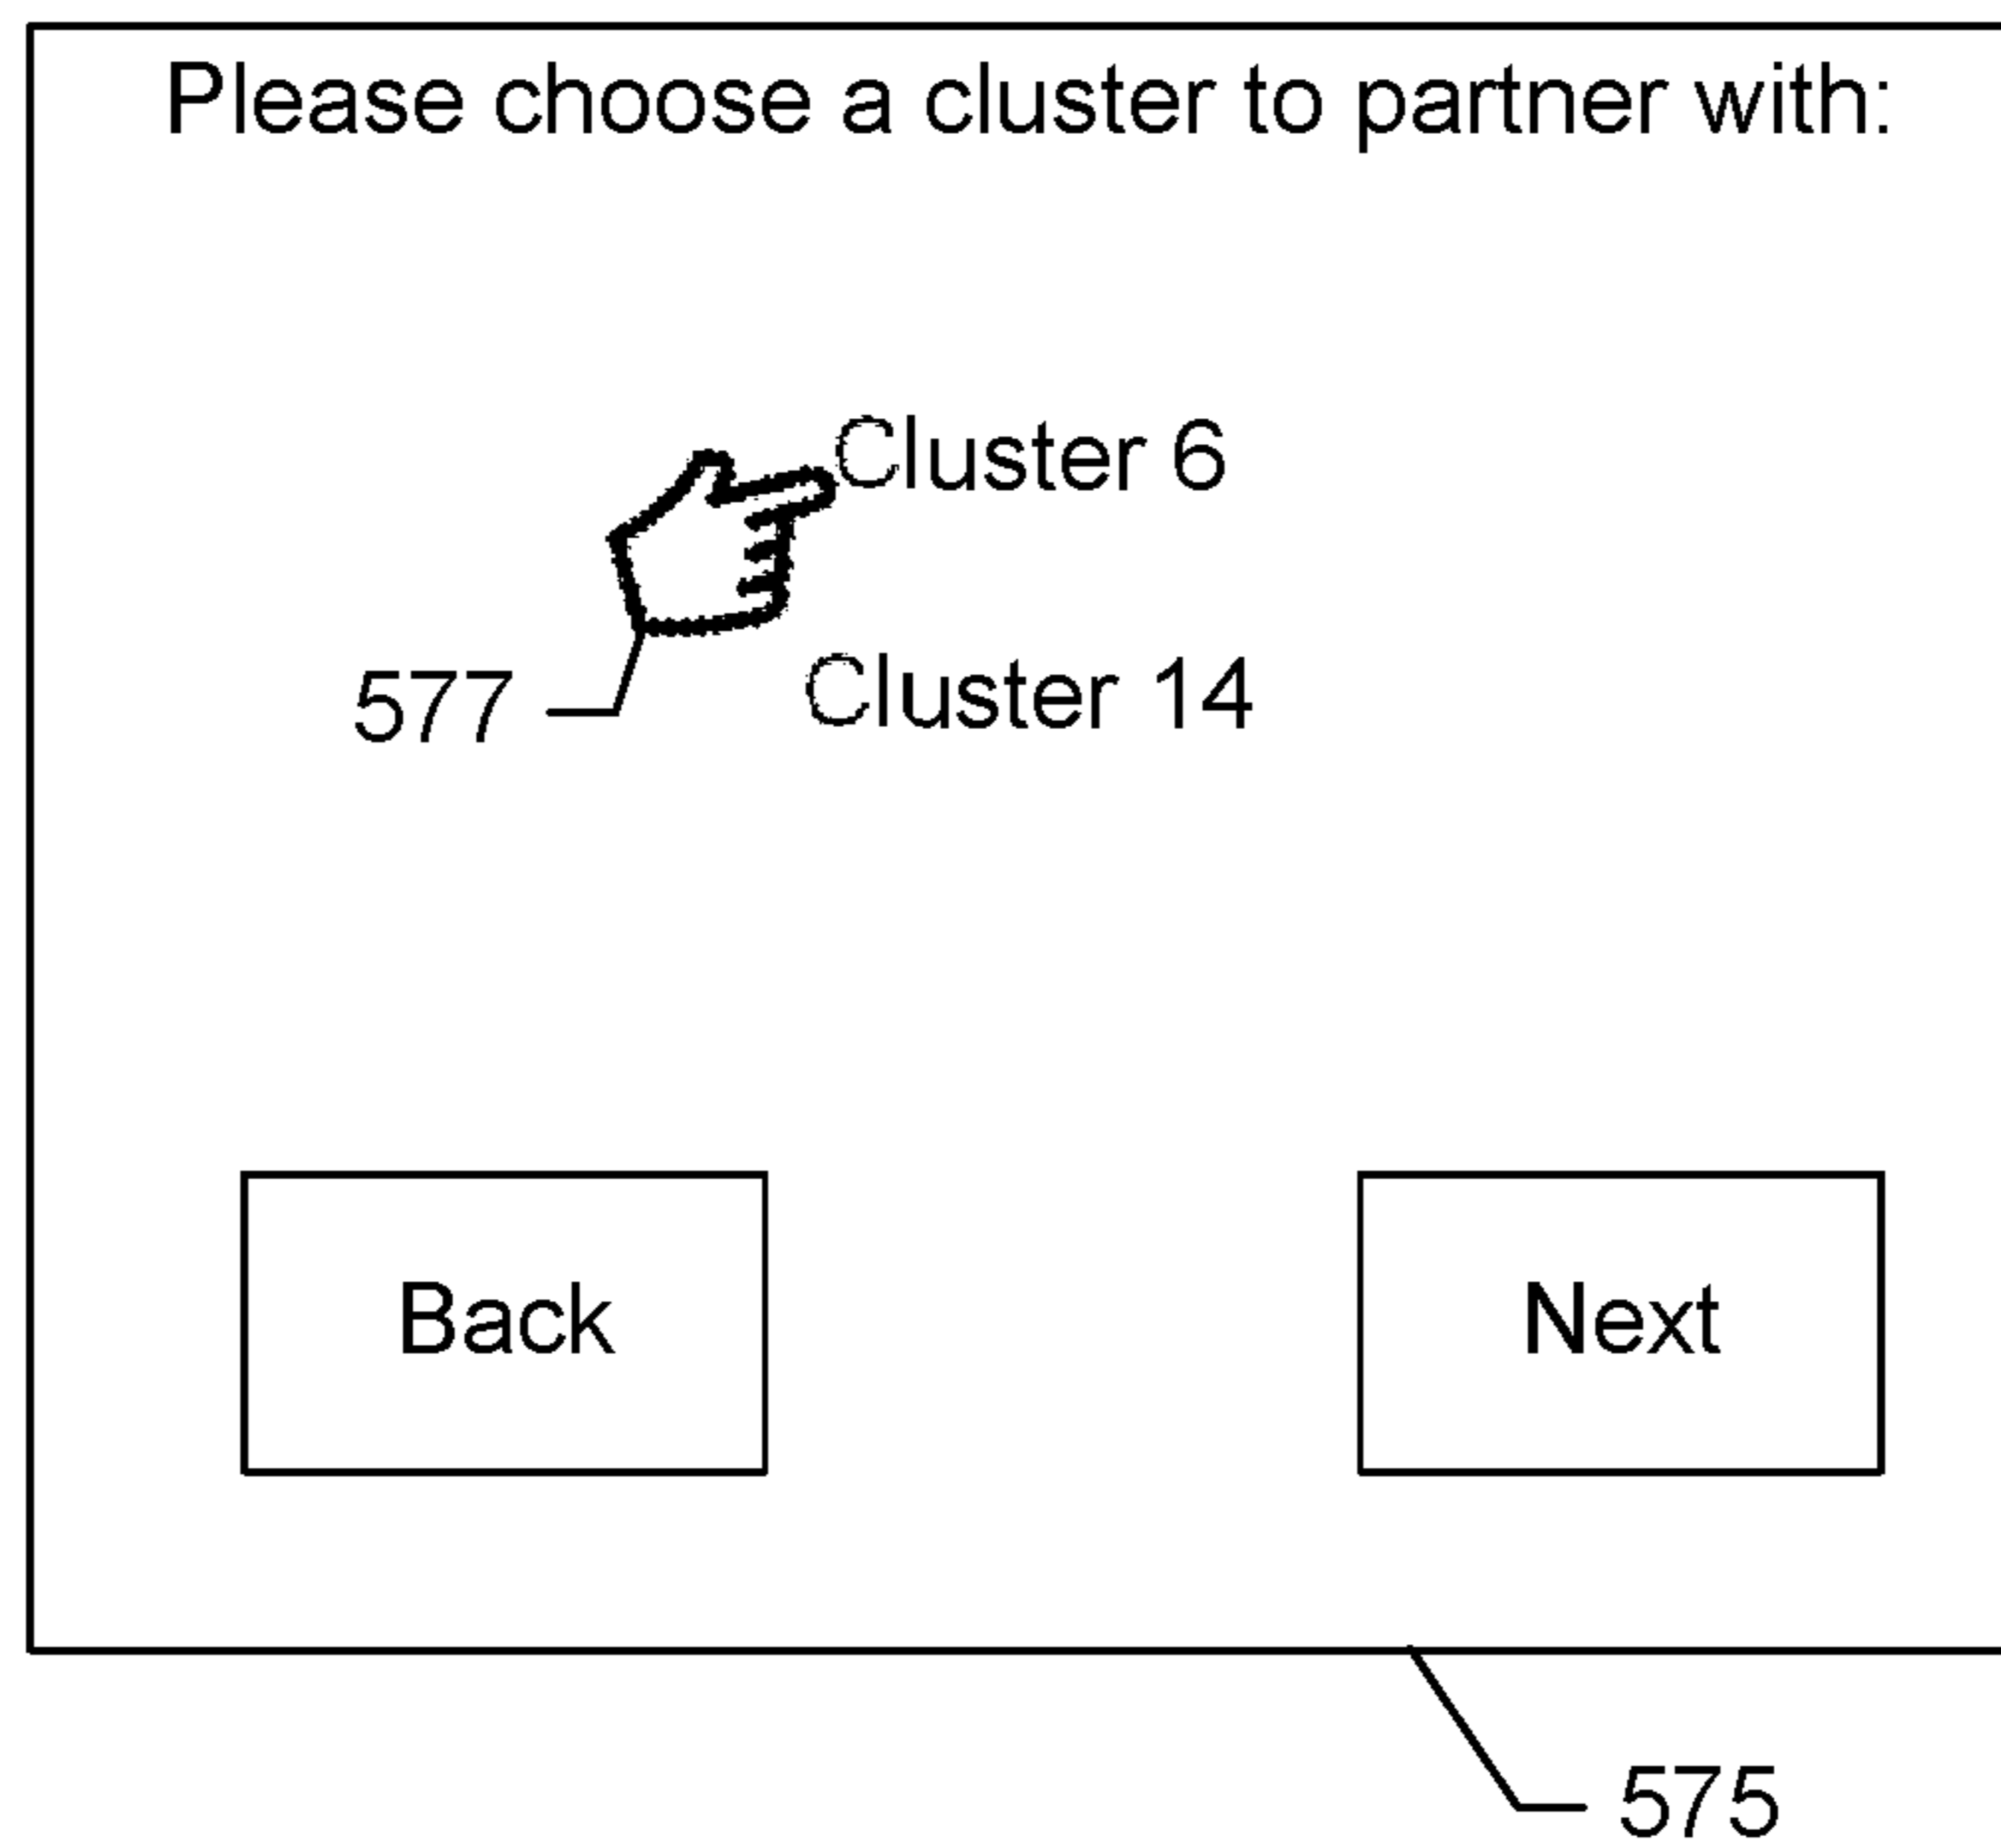 Please choose a cluster to partner with:
Cluster 6
577
Cluster 14
Back
Next
575